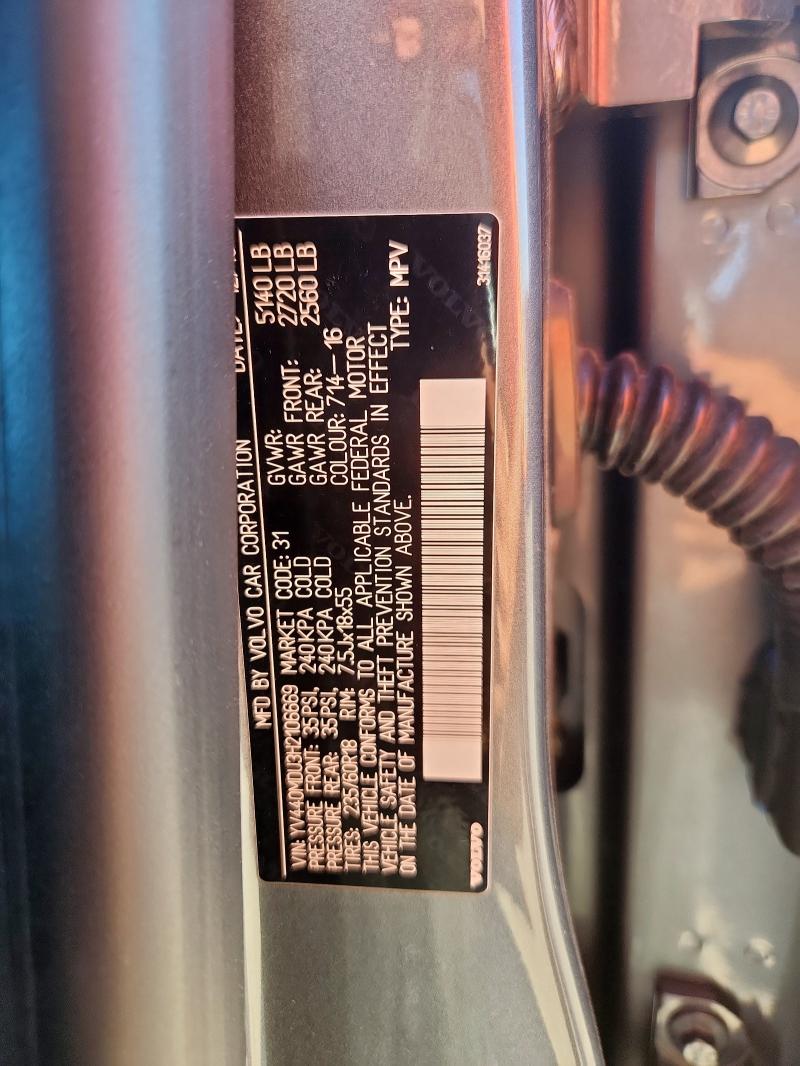 MFD BY VOLVO CAR CORPORATION DATE:
VIN: YV440MDU3H2106669 MARKET CODE: 31 GVWR: 5140 LB
PRESSURE FRONT: 35PSI, 240KPA COLD GAWR FRONT: 2720 LB
PRESSURE REAR: 35PSI, 240KPA COLD GAWR REAR: 2560 LB
TIRES: 235/60R18 RIM: 7.5Jx18x55 COLOUR: 714—16
THIS VEHICLE CONFORMS TO ALL APPLICABLE FEDERAL MOTOR
VEHICLE SAFETY AND THEFT PREVENTION STANDARDS IN EFFECT
ON THE DATE OF MANUFACTURE SHOWN ABOVE. TYPE: MPV
VOLVO 31416037